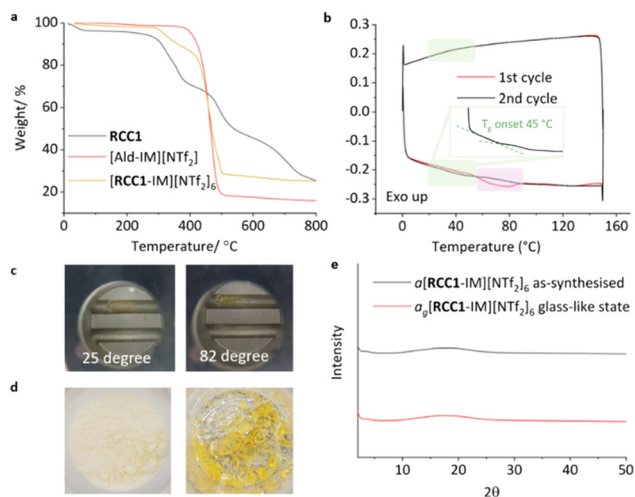 a
100
80
60
40
20
Weight/ %
RCC1
[Ald-IM][NTf2]
[RCC1-IM][NTf2]6
0 200 400 600 800
Temperature/ °C
b
0.3
0.2
0.1
0.0
-0.1
-0.2
-0.3
1st cycle
2nd cycle
Tg onset 45 °C
Exo up
0 40 80 120 160
Temperature (°C)
c
25 degree
82 degree
d
e
a[RCC1-IM][NTf2]6 as-synthesised
ag[RCC1-IM][NTf2]6 glass-like state
Intensity
10 20 30 40 50
2θ